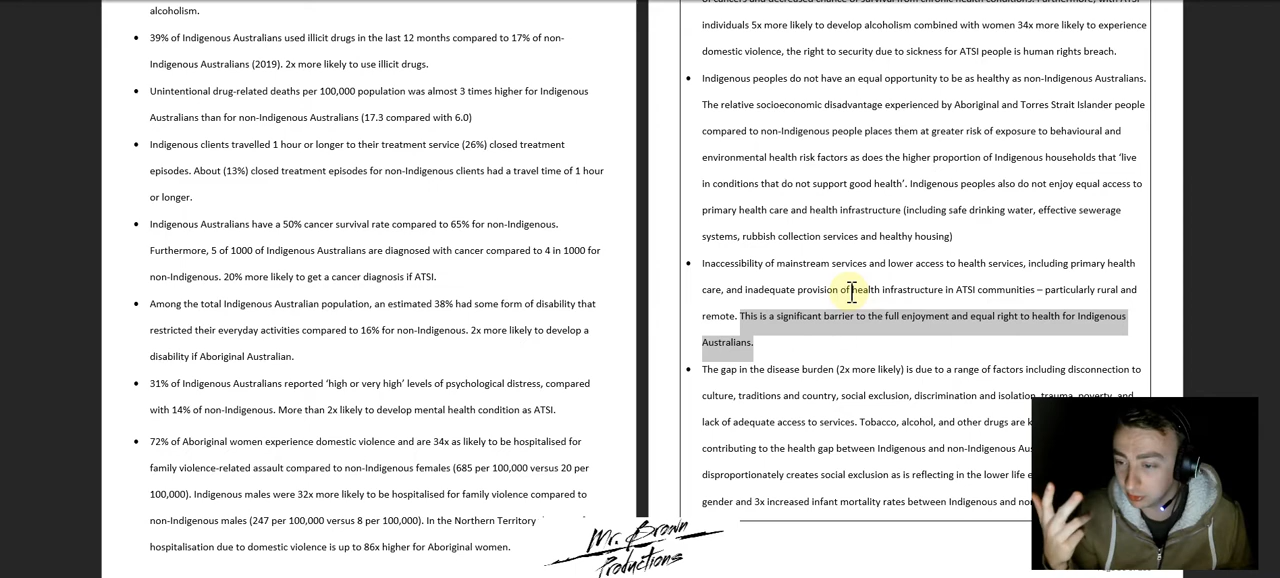 alcoholism.
• 39% of Indigenous Australians used illicit drugs in the last 12 months compared to 17% of non-
Indigenous Australians (2019). 2x more likely to use illicit drugs.
• Unintentional drug-related deaths per 100,000 population was almost 3 times higher for Indigenous
Australians than for non-Indigenous Australians (17.3 compared with 6.0)
• Indigenous clients travelled 1 hour or longer to their treatment service (26%) closed treatment
episodes. About (13%) closed treatment episodes for non-Indigenous clients had a travel time of 1 hour
or longer.
• Indigenous Australians have a 50% cancer survival rate compared to 65% for non-Indigenous.
Furthermore, 5 of 1000 of Indigenous Australians are diagnosed with cancer compared to 4 in 1000 for
non-Indigenous. 20% more likely to get a cancer diagnosis if ATSI.
• Among the total Indigenous Australian population, an estimated 38% had some form of disability that
restricted their everyday activities compared to 16% for non-Indigenous. 2x more likely to develop a
disability if Aboriginal Australian.
• 31% of Indigenous Australians reported ‘high or very high’ levels of psychological distress, compared
with 14% of non-Indigenous. More than 2x likely to develop mental health condition as ATSI.
• 72% of Aboriginal women experience domestic violence and are 34x as likely to be hospitalised for
family violence-related assault compared to non-Indigenous females (685 per 100,000 versus 20 per
100,000). Indigenous males were 32x more likely to be hospitalised for family violence compared to
non-Indigenous males (247 per 100,000 versus 8 per 100,000). In the Northern Territory
hospitalisation due to domestic violence is up to 86x higher for Aboriginal women.
of cancers and decreased chance of survival from chronic health conditions. Furthermore, with ATSI
individuals 5x more likely to develop alcoholism combined with women 34x more likely to experience
domestic violence, the right to security due to sickness for ATSI people is human rights breach.
• Indigenous peoples do not have an equal opportunity to be as healthy as non-Indigenous Australians.
The relative socioeconomic disadvantage experienced by Aboriginal and Torres Strait Islander people
compared to non-Indigenous people places them at greater risk of exposure to behavioural and
environmental health risk factors as does the higher proportion of Indigenous households that ‘live
in conditions that do not support good health’. Indigenous peoples also do not enjoy equal access to
primary health care and health infrastructure (including safe drinking water, effective sewerage
systems, rubbish collection services and healthy housing)
• Inaccessibility of mainstream services and lower access to health services, including primary health
care, and inadequate provision of health infrastructure in ATSI communities – particularly rural and
remote. This is a significant barrier to the full enjoyment and equal right to health for Indigenous
Australians.
• The gap in the disease burden (2x more likely) is due to a range of factors including disconnection to
culture, traditions and country, social exclusion, discrimination and isolation, trauma, poverty, and
lack of adequate access to services. Tobacco, alcohol, and other drugs are
contributing to the health gap between Indigenous and non-Indigenous
disproportionately creates social exclusion as is reflecting in the lower life
gender and 3x increased infant mortality rates between Indigenous and
Mr. Brown
Productions